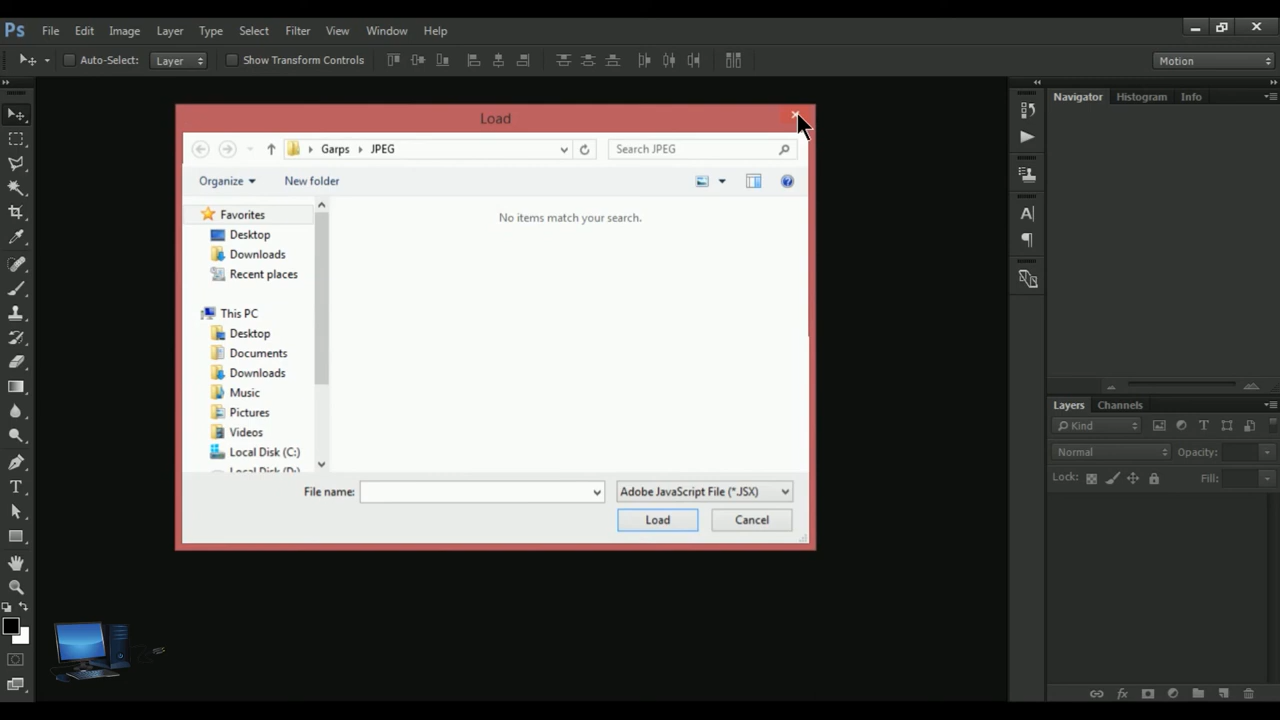 Ps File Edit Image Layer Type Select Filter View Window Help
Auto-Select: Layer Show Transform Controls Motion
Load
Garps JPEG Search JPEG
Organize New folder
Favorites
Desktop
Downloads
Recent places
This PC
Desktop
Documents
Downloads
Music
Pictures
Videos
Local Disk (C:)
Local Disk (D:)
No items match your search.
File name: Adobe JavaScript File (*.JSX)
Load Cancel
Navigator Histogram Info
Layers Channels
Kind
Normal Opacity:
Lock: Fill: